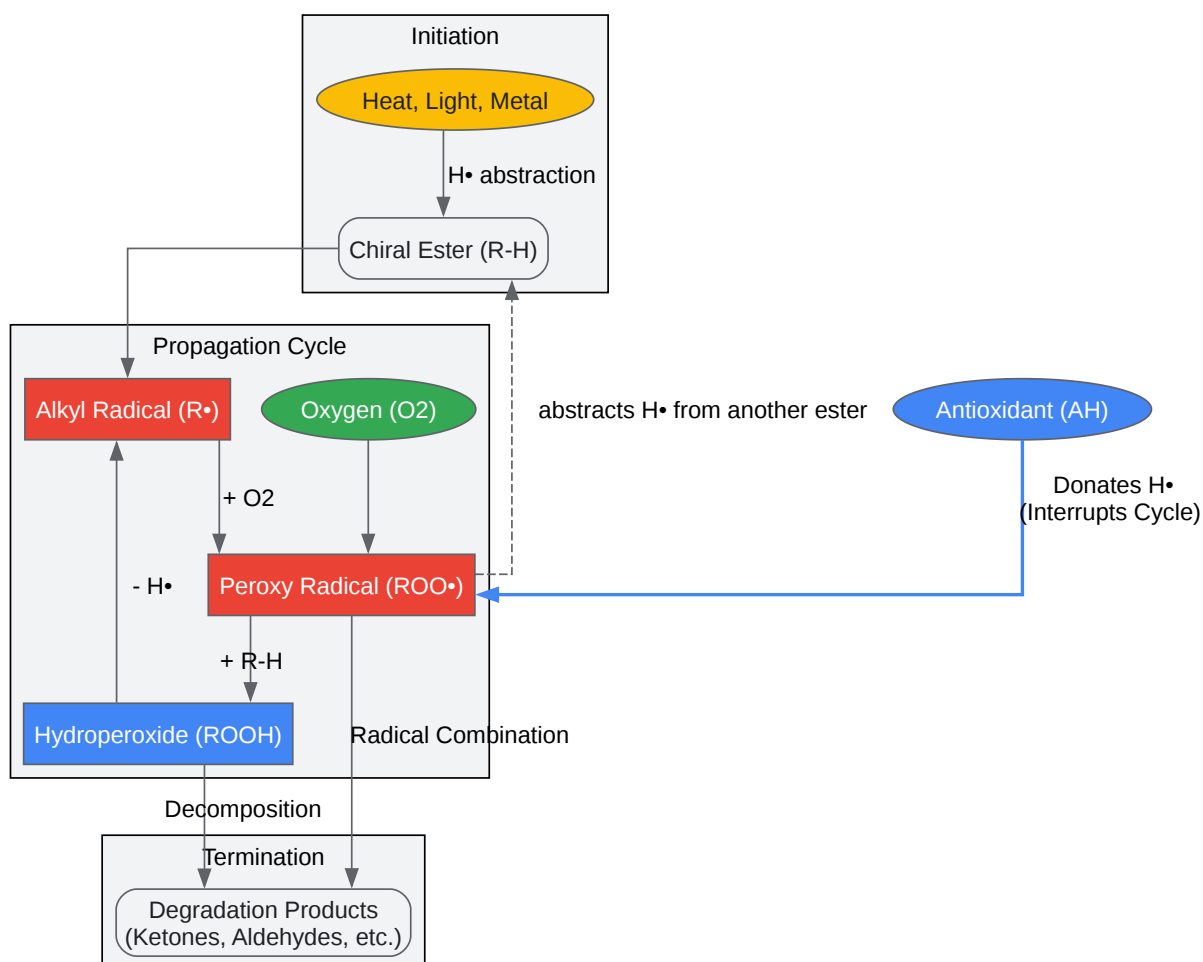 Initiation
Heat, Light, Metal
H• abstraction
Chiral Ester (R-H)
Propagation Cycle
Alkyl Radical (R•)
Oxygen (O2)
abstracts H• from another ester
Antioxidant (AH)
+ O2
Donates H•
(Interrupts Cycle)
- H•
Peroxy Radical (ROO•)
+ R-H
Hydroperoxide (ROOH)
Radical Combination
Decomposition
Termination
Degradation Products
(Ketones, Aldehydes, etc.)